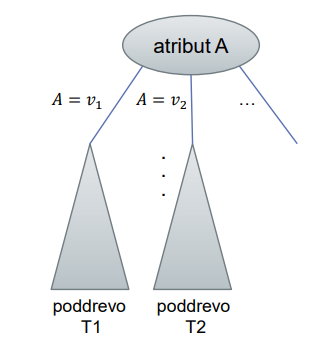 atribut A
A = v₁ A = v₂ ...
poddrevo poddrevo
T1 T2